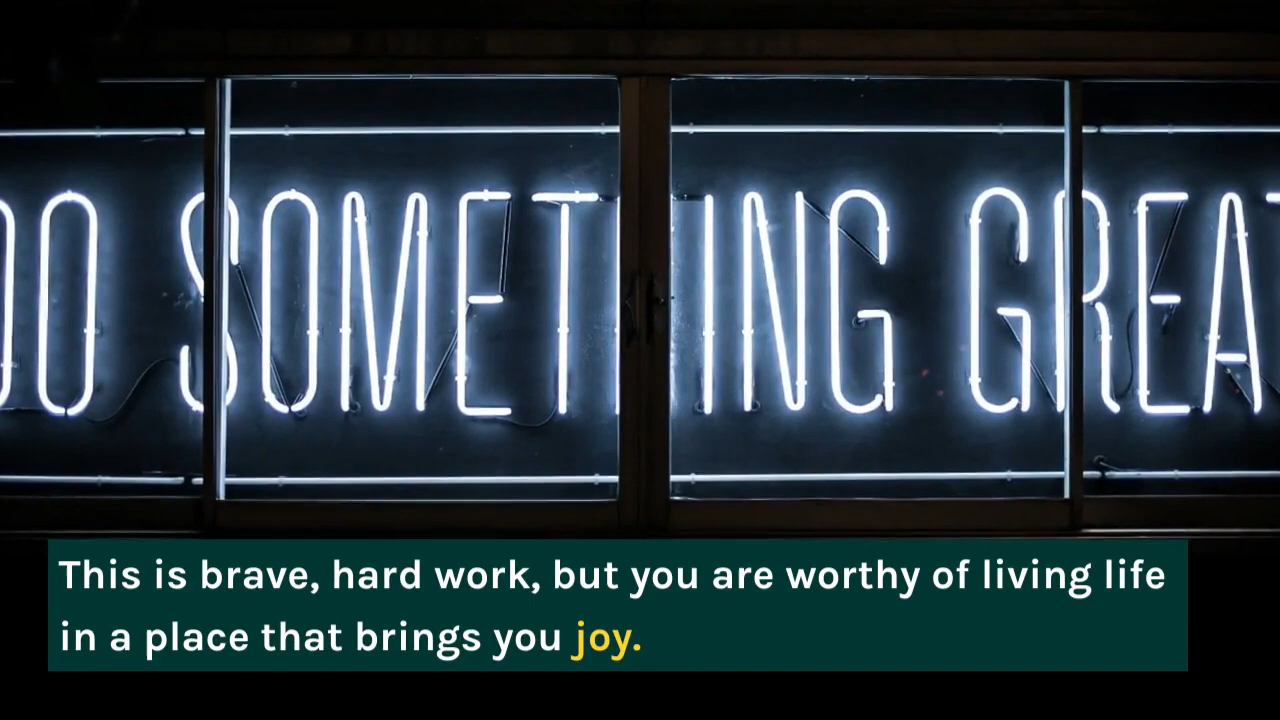 DO SOMETHING GREAT
This is brave, hard work, but you are worthy of living life
in a place that brings you joy.